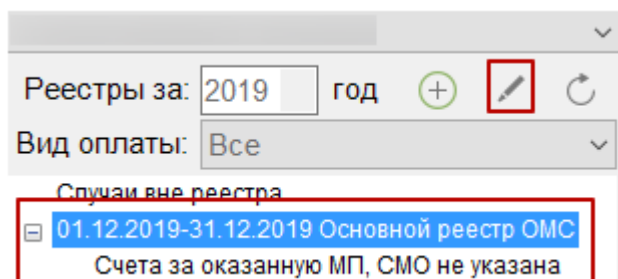 Реестры за: 2019 год
Вид оплаты: Все
Случаи вне реестра
01.12.2019-31.12.2019 Основной реестр ОМС
Счета за оказанную МП, СМО не указана